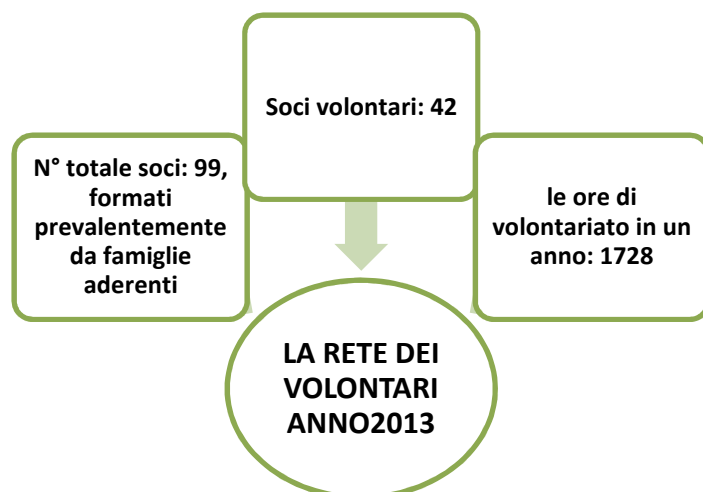 Soci volontari: 42
N° totale soci: 99,
formati
prevalentemente
da famiglie
aderenti
le ore di
volontariato in un
anno: 1728
LA RETE DEI
VOLONTARI
ANNO2013